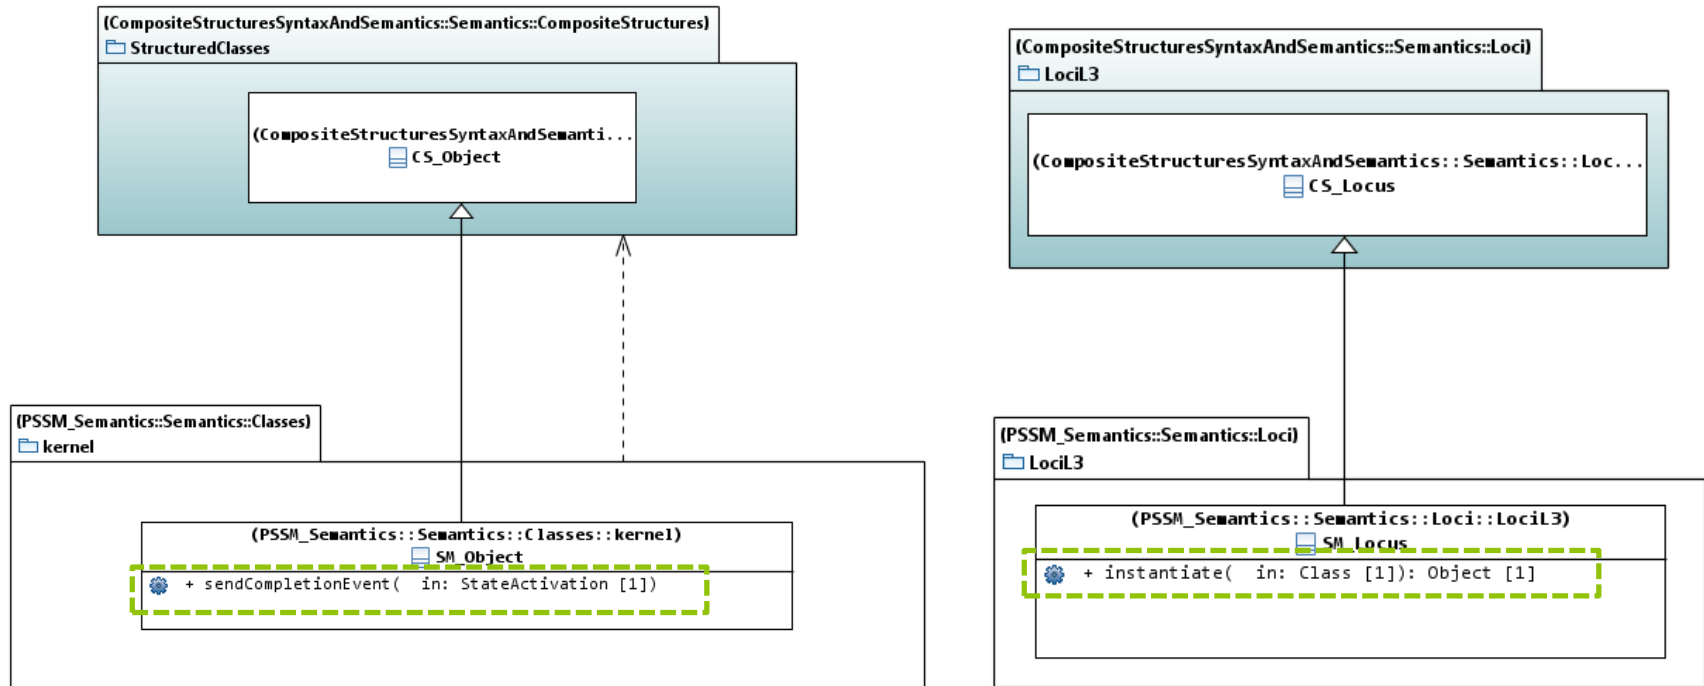 (CompositeStructuresSyntaxAndSemantics::Semantics::CompositeStructures)
StructuredClasses
(CompositeStructuresSyntaxAndSemanti...
CS_Object
(CompositeStructuresSyntaxAndSemantics::Semantics::Loci)
LociL3
(CompositeStructuresSyntaxAndSemantics::Semantics::Loc...
CS_Locus
(PSSM_Semantics::Semantics::Classes)
kernel
(PSSM_Semantics::Semantics::Classes::kernel)
SM_Object
+ sendCompletionEvent(  in: StateActivation [1])
(PSSM_Semantics::Semantics::Loci)
LociL3
(PSSM_Semantics::Semantics::Loci::LociL3)
SM_Locus
+ instantiate(  in: Class [1]): Object [1]